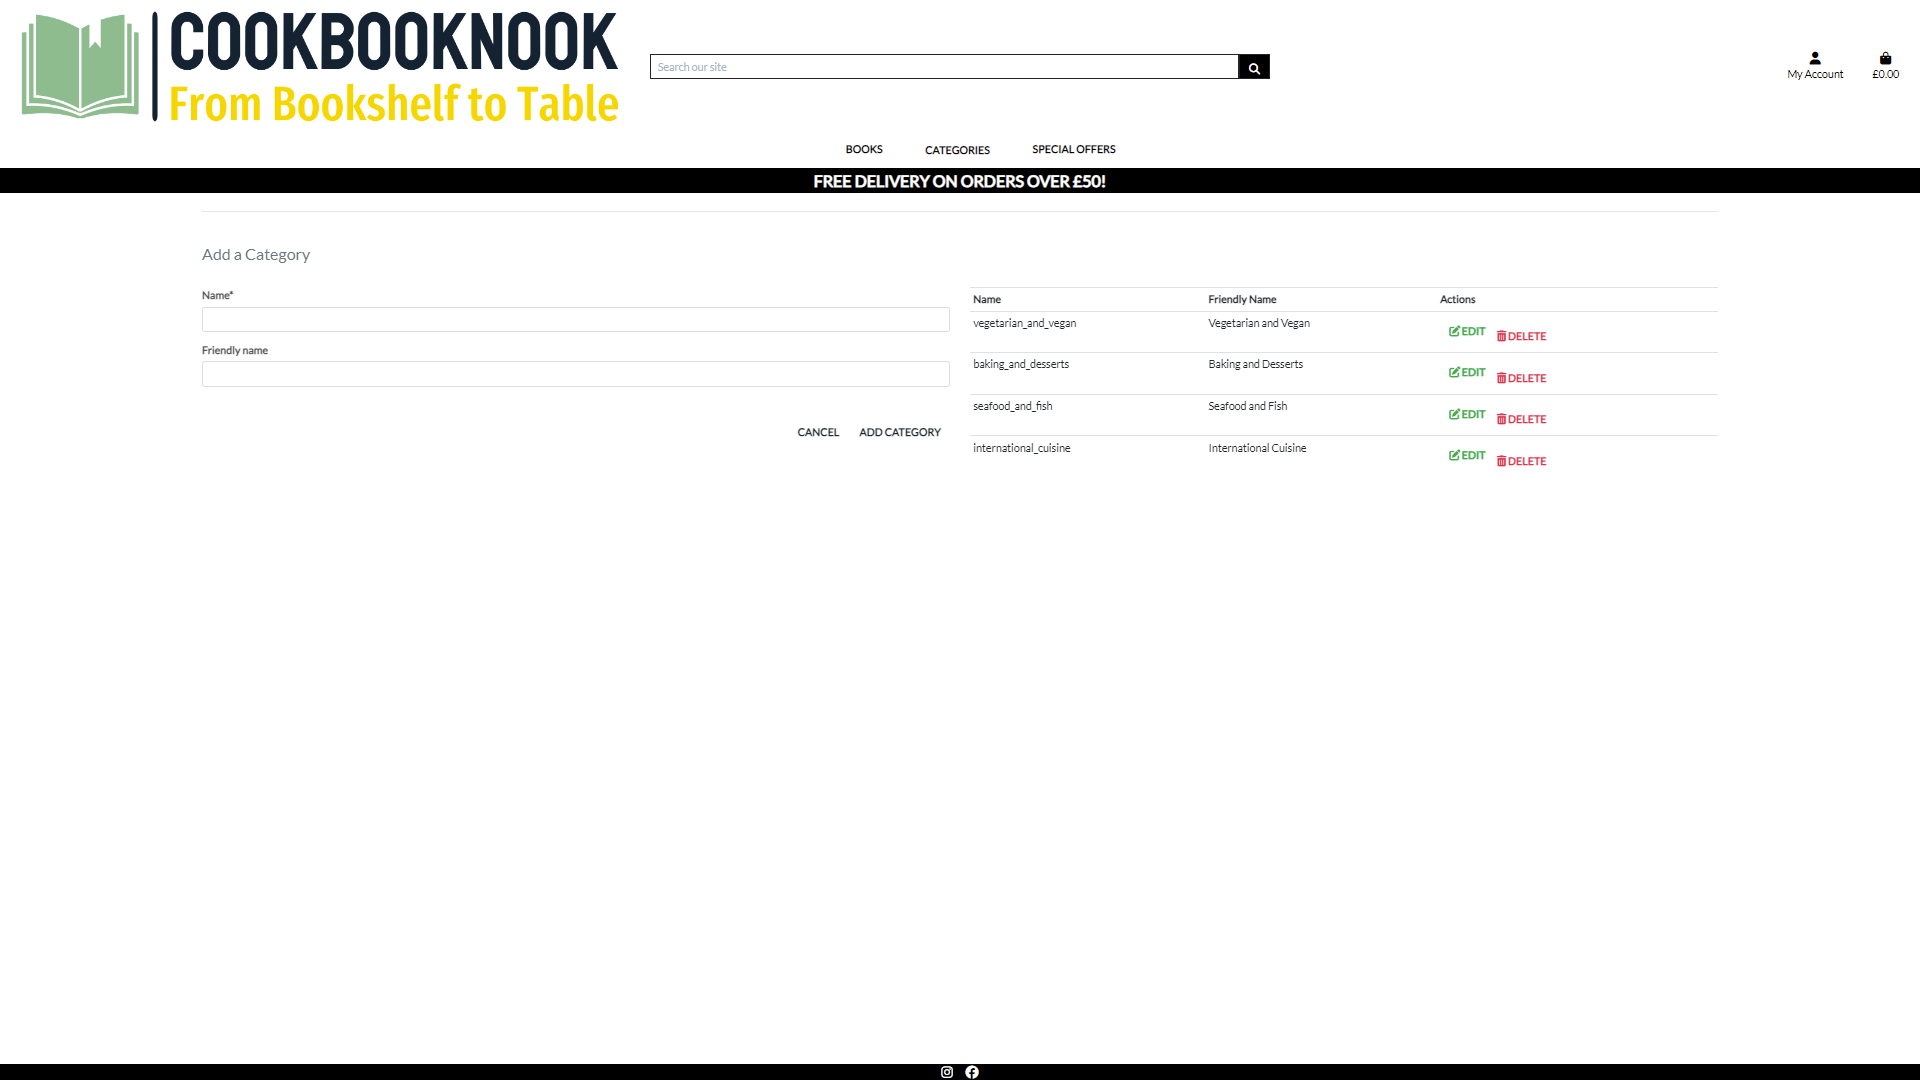 COOKBOOKNOOK
From Bookshelf to Table
Search our site
My Account
£0.00
BOOKS CATEGORIES SPECIAL OFFERS
FREE DELIVERY ON ORDERS OVER £50!
Add a Category
Name*
Friendly name
CANCEL ADD CATEGORY
Name Friendly Name Actions
vegetarian_and_vegan Vegetarian and Vegan EDIT DELETE
baking_and_desserts Baking and Desserts EDIT DELETE
seafood_and_fish Seafood and Fish EDIT DELETE
international_cuisine International Cuisine EDIT DELETE